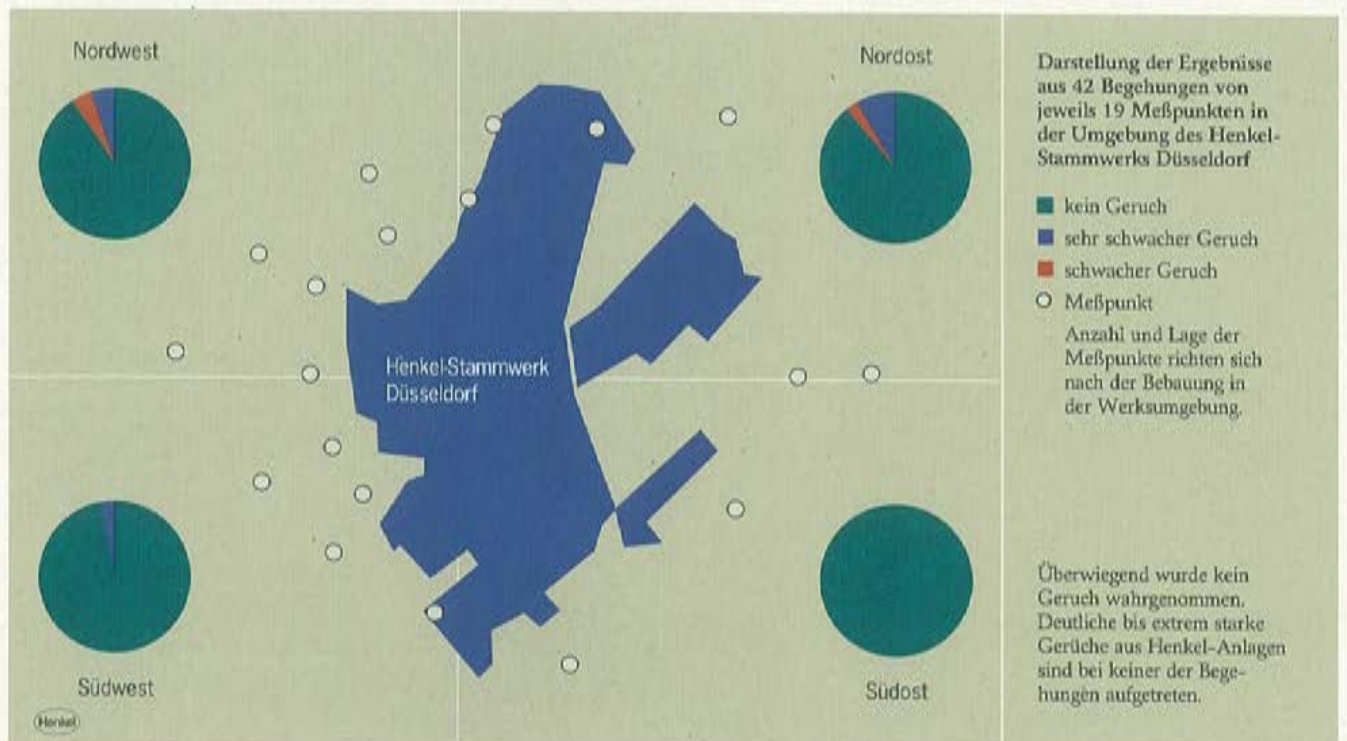 Nordwest
Nordost
Henkel-Stammwerk
Düsseldorf
Südwest
Südost
Henkel
Darstellung der Ergebnisse
aus 42 Begehungen von
jeweils 19 Meßpunkten in
der Umgebung des Henkel-
Stammwerks Düsseldorf
kein Geruch
sehr schwacher Geruch
schwacher Geruch
Meßpunkt
Anzahl und Lage der
Meßpunkte richten sich
nach der Bebauung in
der Werksumgebung.
Überwiegend wurde kein
Geruch wahrgenommen.
Deutliche bis extrem starke
Gerüche aus Henkel-Anlagen
sind bei keiner der Bege-
hungen aufgetreten.